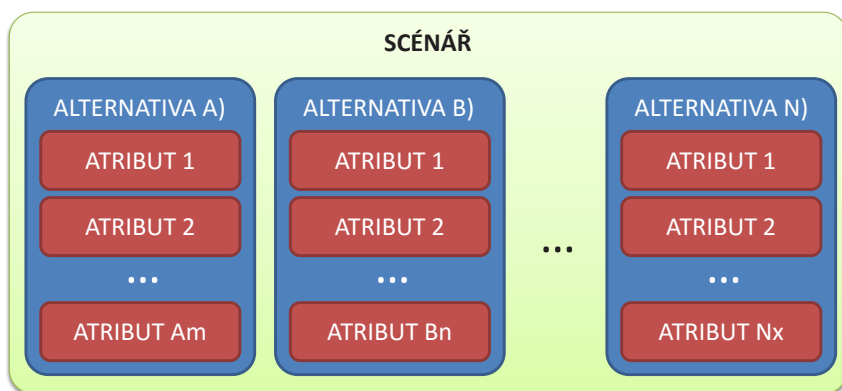 SCÉNÁŘ
ALTERNATIVA A)
ATRIBUT 1
ATRIBUT 2
...
ATRIBUT Am
ALTERNATIVA B)
ATRIBUT 1
ATRIBUT 2
...
ATRIBUT Bn
...
ALTERNATIVA N)
ATRIBUT 1
ATRIBUT 2
...
ATRIBUT Nx